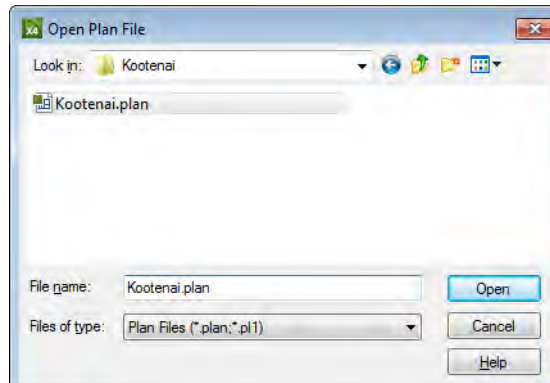 X4 Open Plan File
Look in: Kootenai
Kootenai.plan
File name: Kootenai.plan Open
Files of type: Plan Files (*.plan;*.pl1) Cancel
Help